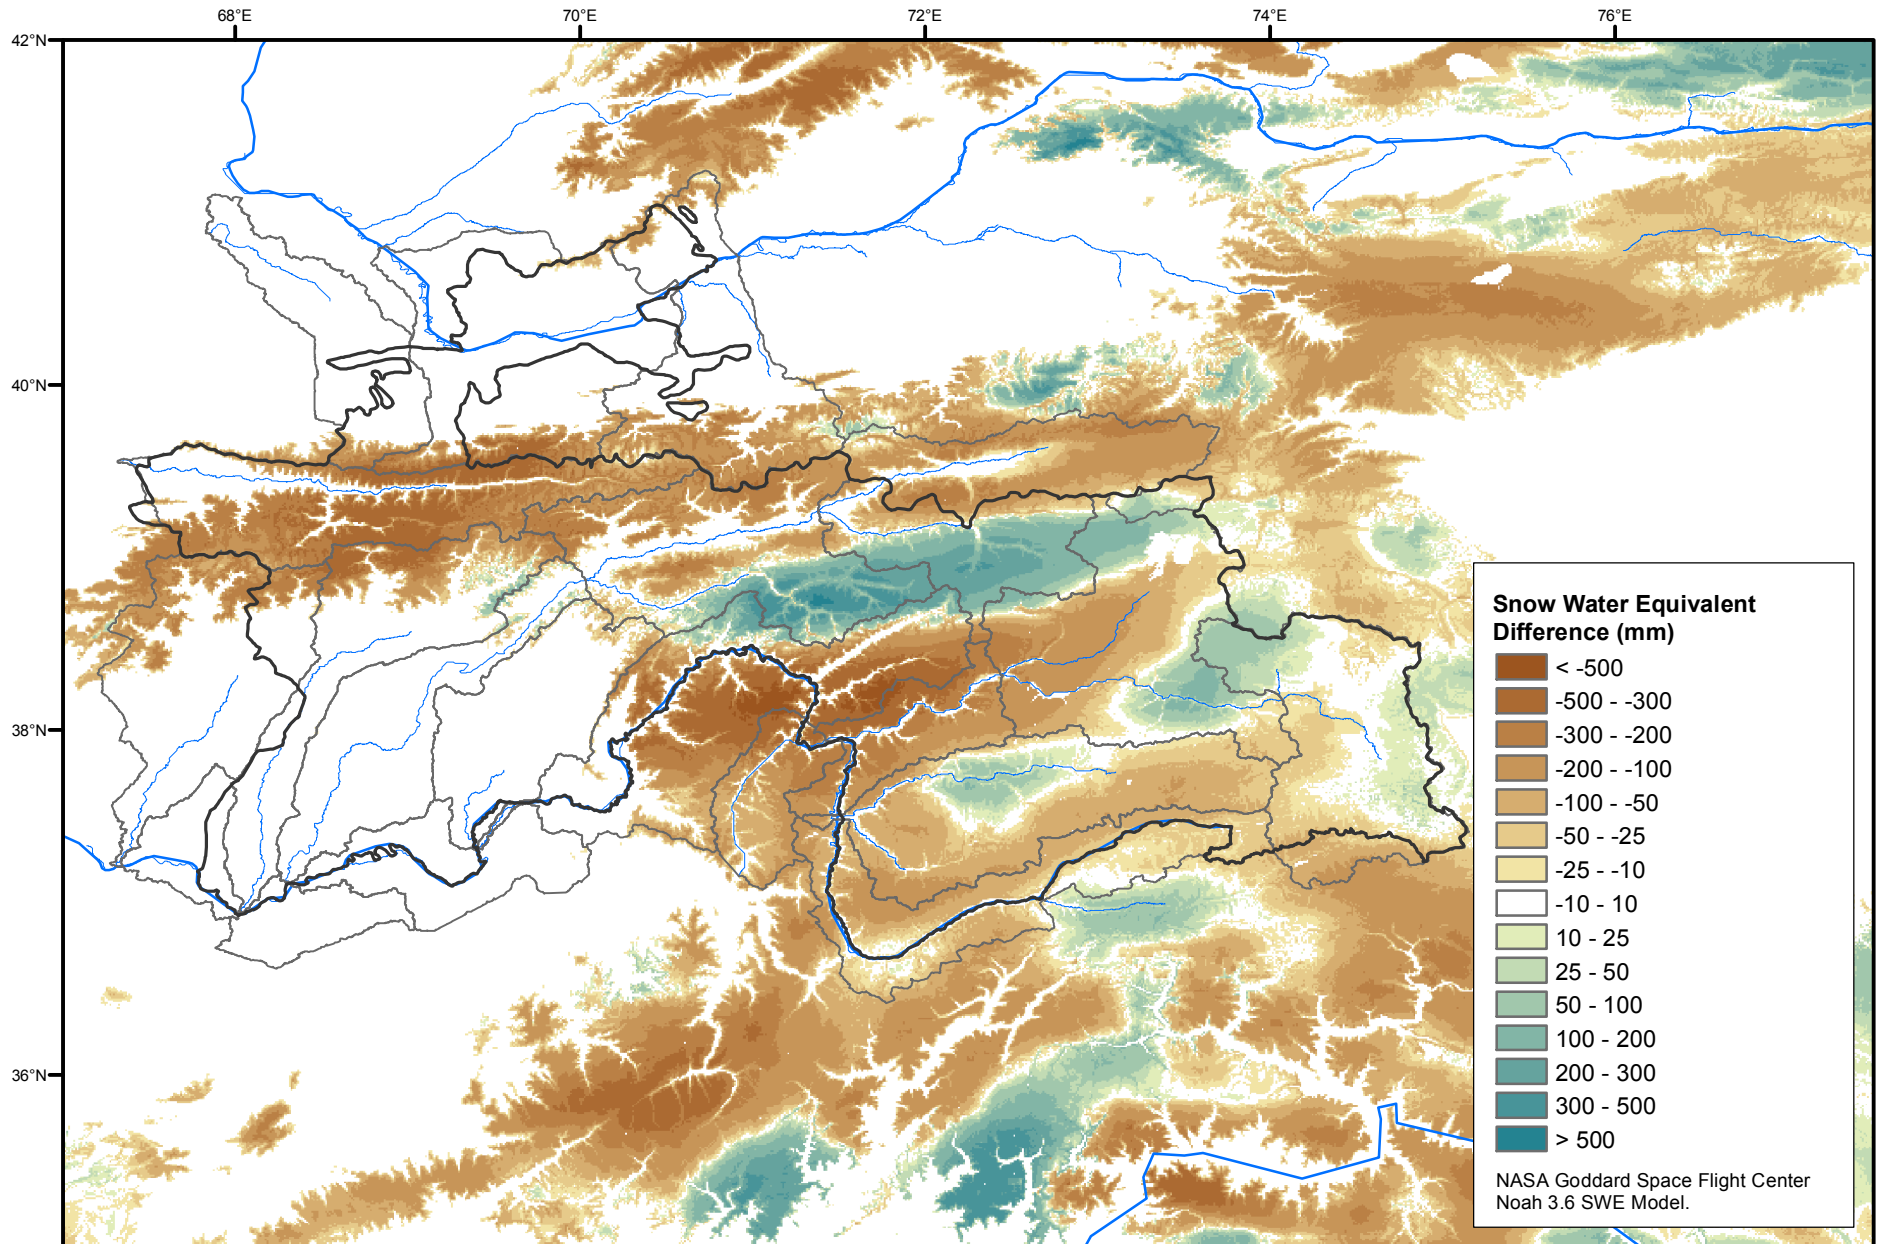 68°E
70°E
72°E
74°E
76°E
42°N
40°N
38°N
36°N
Snow Water Equivalent
Difference (mm)
< -500
-500 - -300
-300 - -200
-200 - -100
-100 - -50
-50 - -25
-25 - -10
-10 - 10
10 - 25
25 - 50
50 - 100
100 - 200
200 - 300
300 - 500
> 500
NASA Goddard Space Flight Center
Noah 3.6 SWE Model.